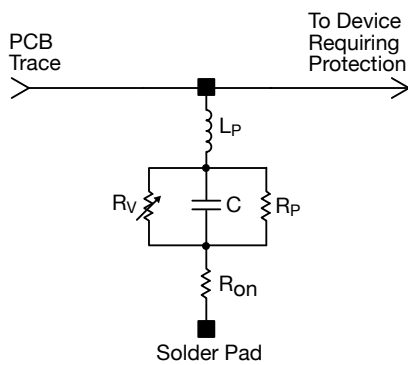 PCB
Trace
To Device
Requiring
Protection
LP
RV
C
RP
Ron
Solder Pad